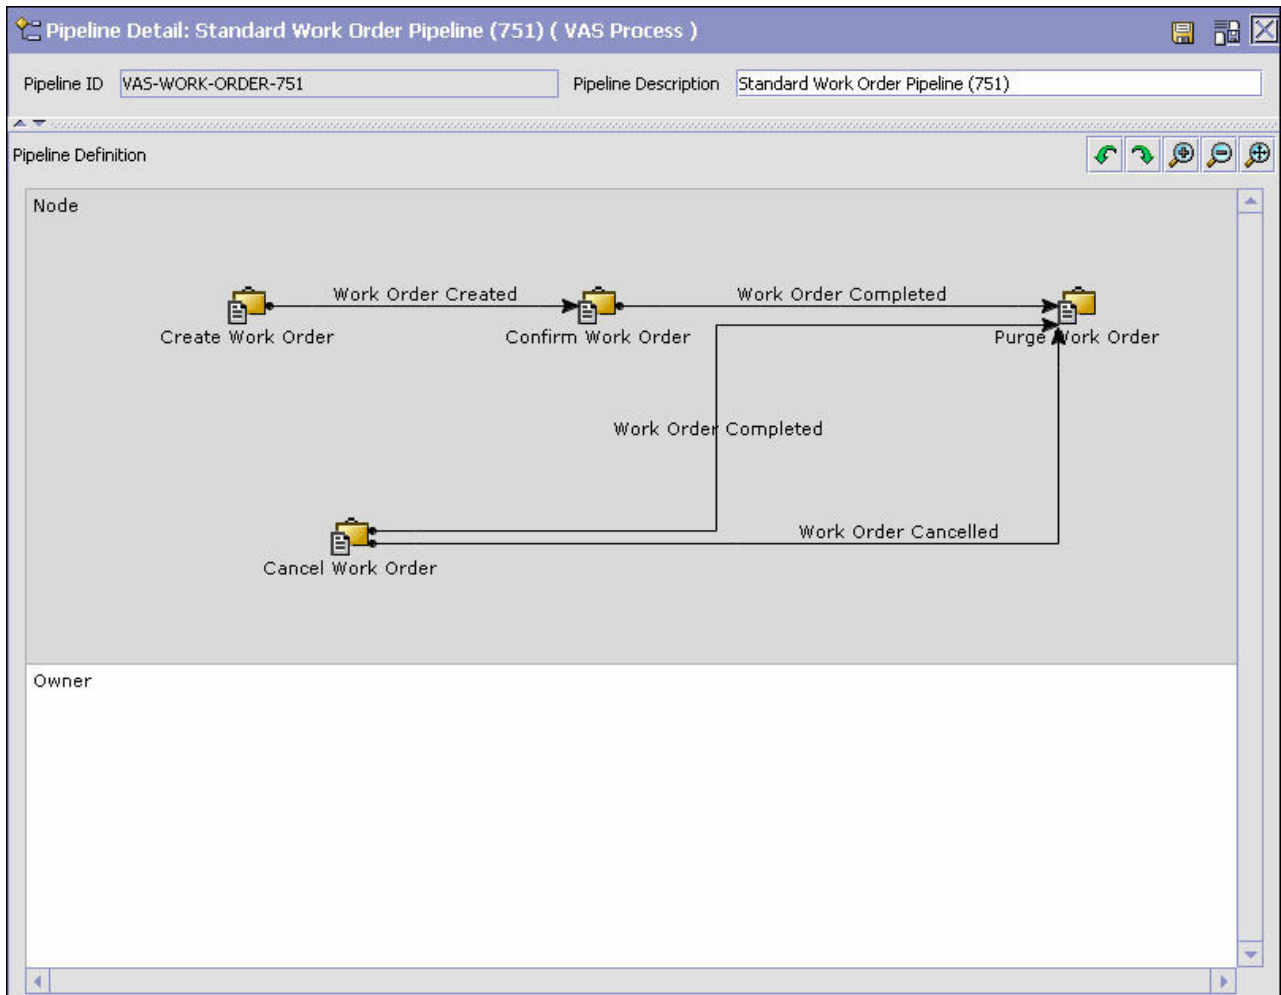 Pipeline Detail: Standard Work Order Pipeline (751) ( VAS Process )
Pipeline ID VAS-WORK-ORDER-751 Pipeline Description Standard Work Order Pipeline (751)
Pipeline Definition
Node
Work Order Created Work Order Completed
Create Work Order Confirm Work Order Purge Work Order
Work Order Completed
Work Order Cancelled
Cancel Work Order
Owner